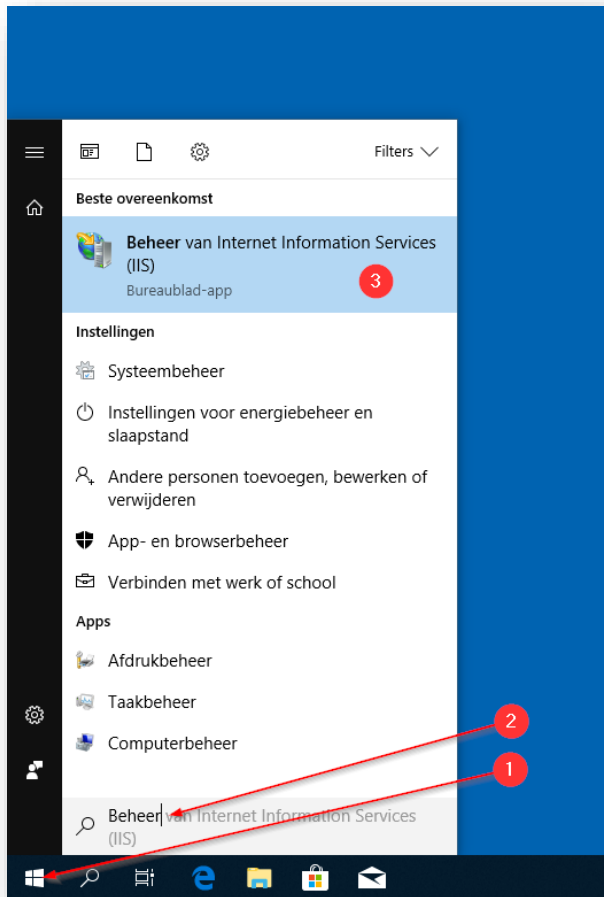 Filters
Beste overeenkomst
Beheer van Internet Information Services
(IIS)
Bureaublad-app
3
Instellingen
Systeembeheer
Instellingen voor energiebeheer en
slaapstand
Andere personen toevoegen, bewerken of
verwijderen
App- en browserbeheer
Verbinden met werk of school
Apps
Afdrukbeheer
Taakbeheer
Computerbeheer
2
1
Beheer van Internet Information Services
(IIS)